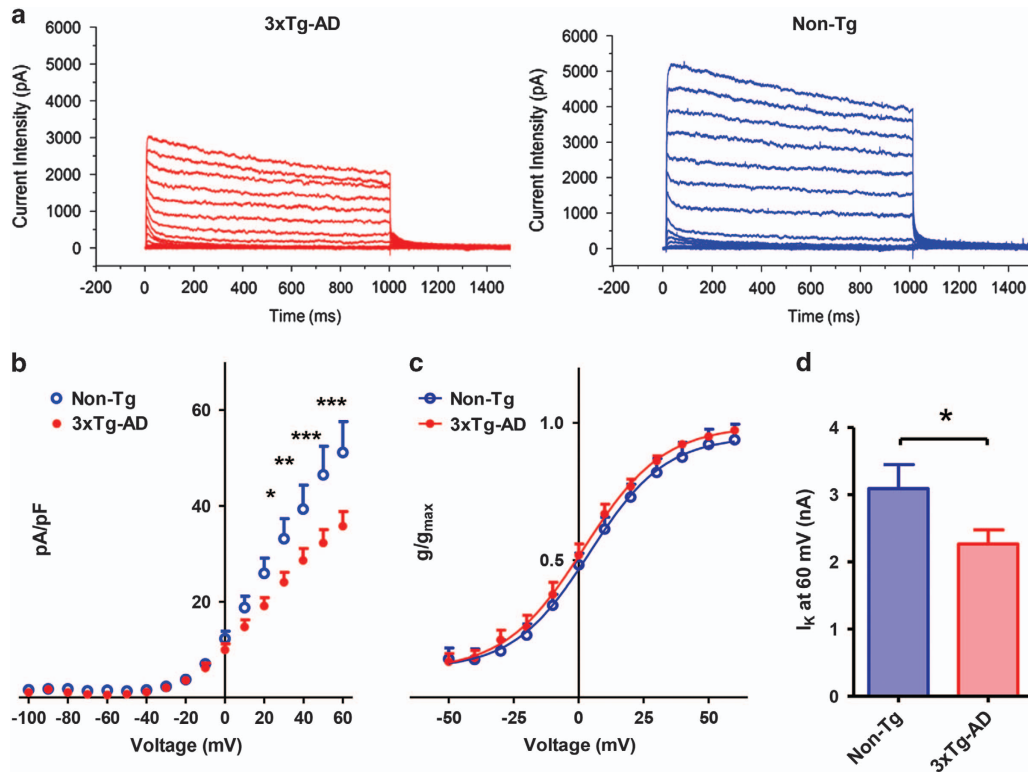 a
3xTg-AD
Non-Tg
Current Intensity (pA)
6000
5000
4000
3000
2000
1000
0
-200 0 200 400 600 800 1000 1200 1400
Time (ms)
Current Intensity (pA)
6000
5000
4000
3000
2000
1000
0
-200 0 200 400 600 800 1000 1200 1400
Time (ms)
b
Non-Tg
3xTg-AD
pA/pF
60
40
20
* ** *** ***
-100 -80 -60 -40 -20 0 20 40 60
Voltage (mV)
c
Non-Tg
3xTg-AD
g/gmax
1.0
0.5
-50 -25 0 25 50
Voltage (mV)
d
*
IK at 60 mV (nA)
4
3
2
1
0
Non-Tg
3xTg-AD